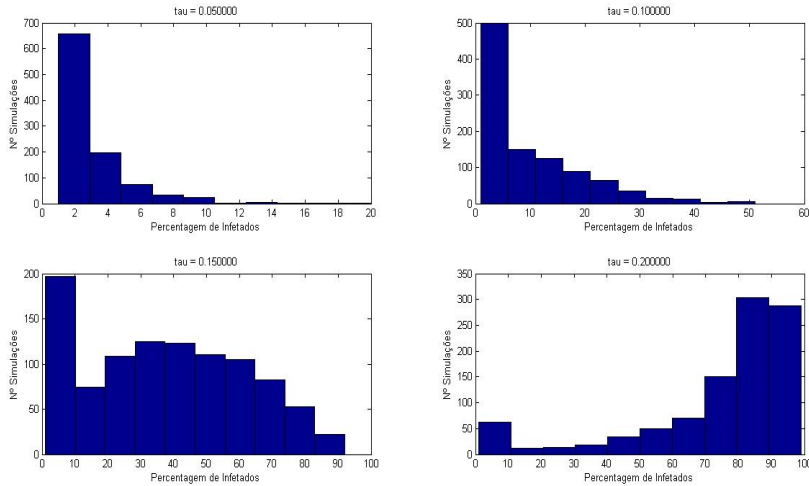 tau = 0.050000
700
600
500
400
300
200
100
0
0 2 4 6 8 10 12 14 16 18 20
Nº Simulações
Percentagem de Infetados
tau = 0.100000
500
400
300
200
100
0
0 10 20 30 40 50 60
Nº Simulações
Percentagem de Infetados
tau = 0.150000
200
150
100
50
0
0 10 20 30 40 50 60 70 80 90 100
Nº Simulações
Percentagem de Infetados
tau = 0.200000
350
300
250
200
150
100
50
0
0 10 20 30 40 50 60 70 80 90 100
Nº Simulações
Percentagem de Infetados